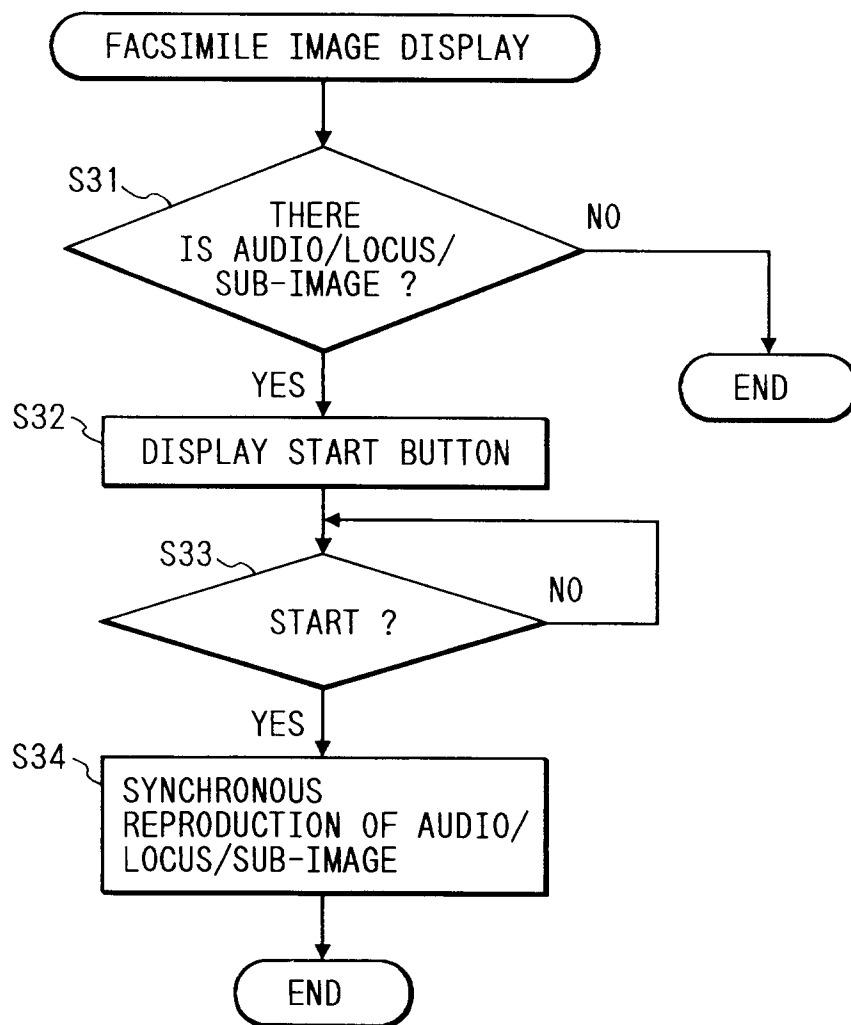 FACSIMILE IMAGE DISPLAY
S31
THERE
IS AUDIO/LOCUS/
SUB-IMAGE ?
NO
YES
END
S32
DISPLAY START BUTTON
S33
START ?
NO
YES
S34
SYNCHRONOUS
REPRODUCTION OF AUDIO/
LOCUS/SUB-IMAGE
END